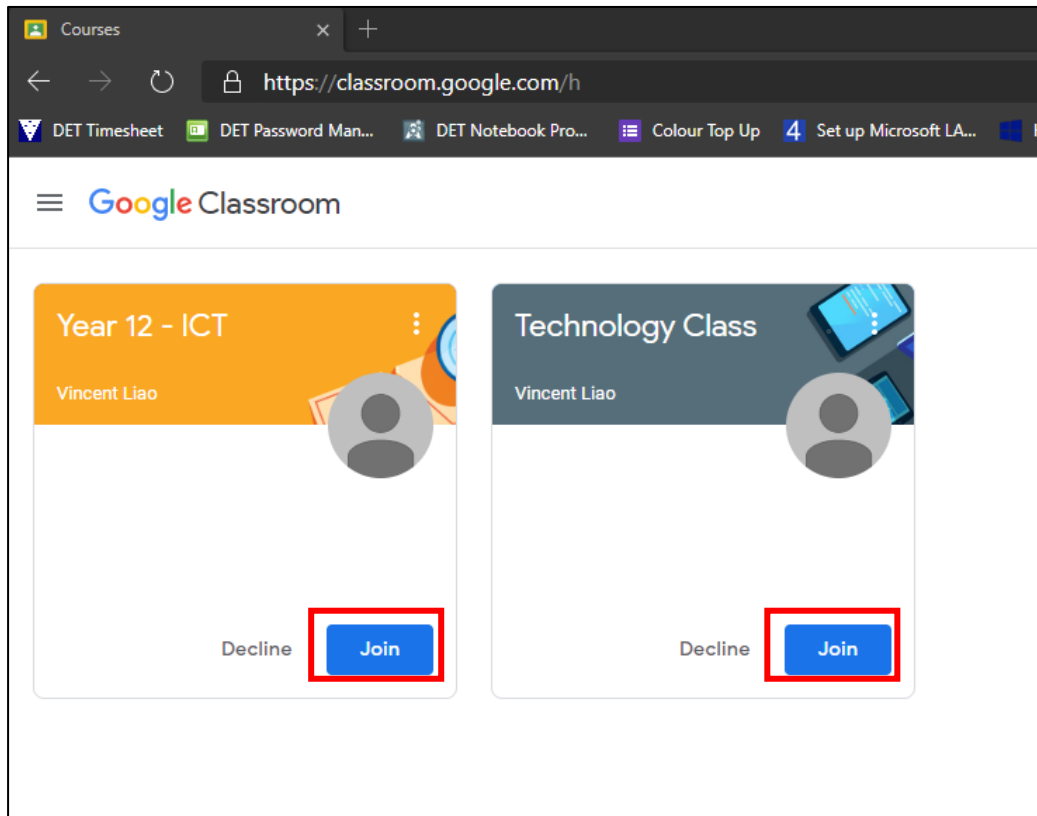 Courses
https://classroom.google.com/h
DET Timesheet DET Password Man... DET Notebook Pro... Colour Top Up 4 Set up Microsoft LA...
Google Classroom
Year 12 - ICT
Vincent Liao
Decline Join
Technology Class
Vincent Liao
Decline Join